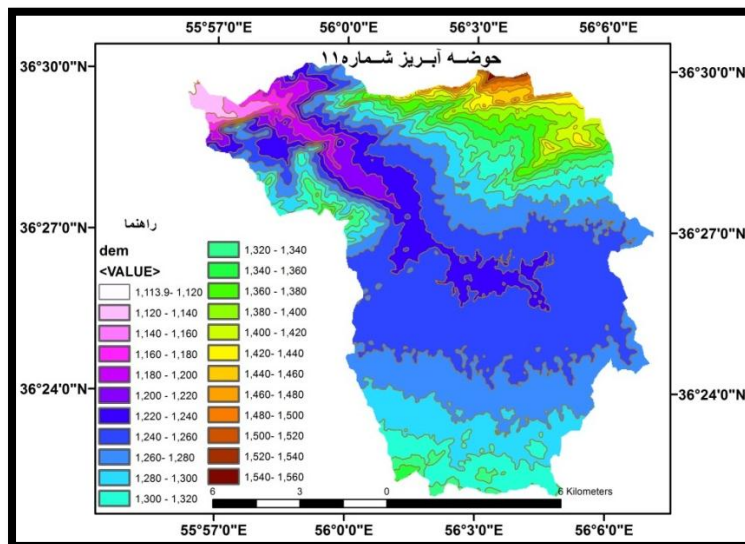 55°57'0"E 56°0'0"E 56°3'0"E 56°6'0"E
حوضــه آبــریز شــماره۱۱
36°30'0"N 36°30'0"N
36°27'0"N 36°27'0"N
36°24'0"N 36°24'0"N
راهنما
dem
<VALUE>
1,113.9- 1,120
1,120 - 1,140
1,140 - 1,160
1,160 - 1,180
1,180 - 1,200
1,200 - 1,220
1,220 - 1,240
1,240 - 1,260
1,260- 1,280
1,280 - 1,300
1,300 - 1,320
1,320 - 1,340
1,340 - 1,360
1,360 - 1,380
1,380 - 1,400
1,400 - 1,420
1,420 - 1,440
1,440 - 1,460
1,460 - 1,480
1,480 - 1,500
1,500 - 1,520
1,520 - 1,540
1,540 - 1,560
6 3 0 6 Kilometers
55°57'0"E 56°0'0"E 56°3'0"E 56°6'0"E